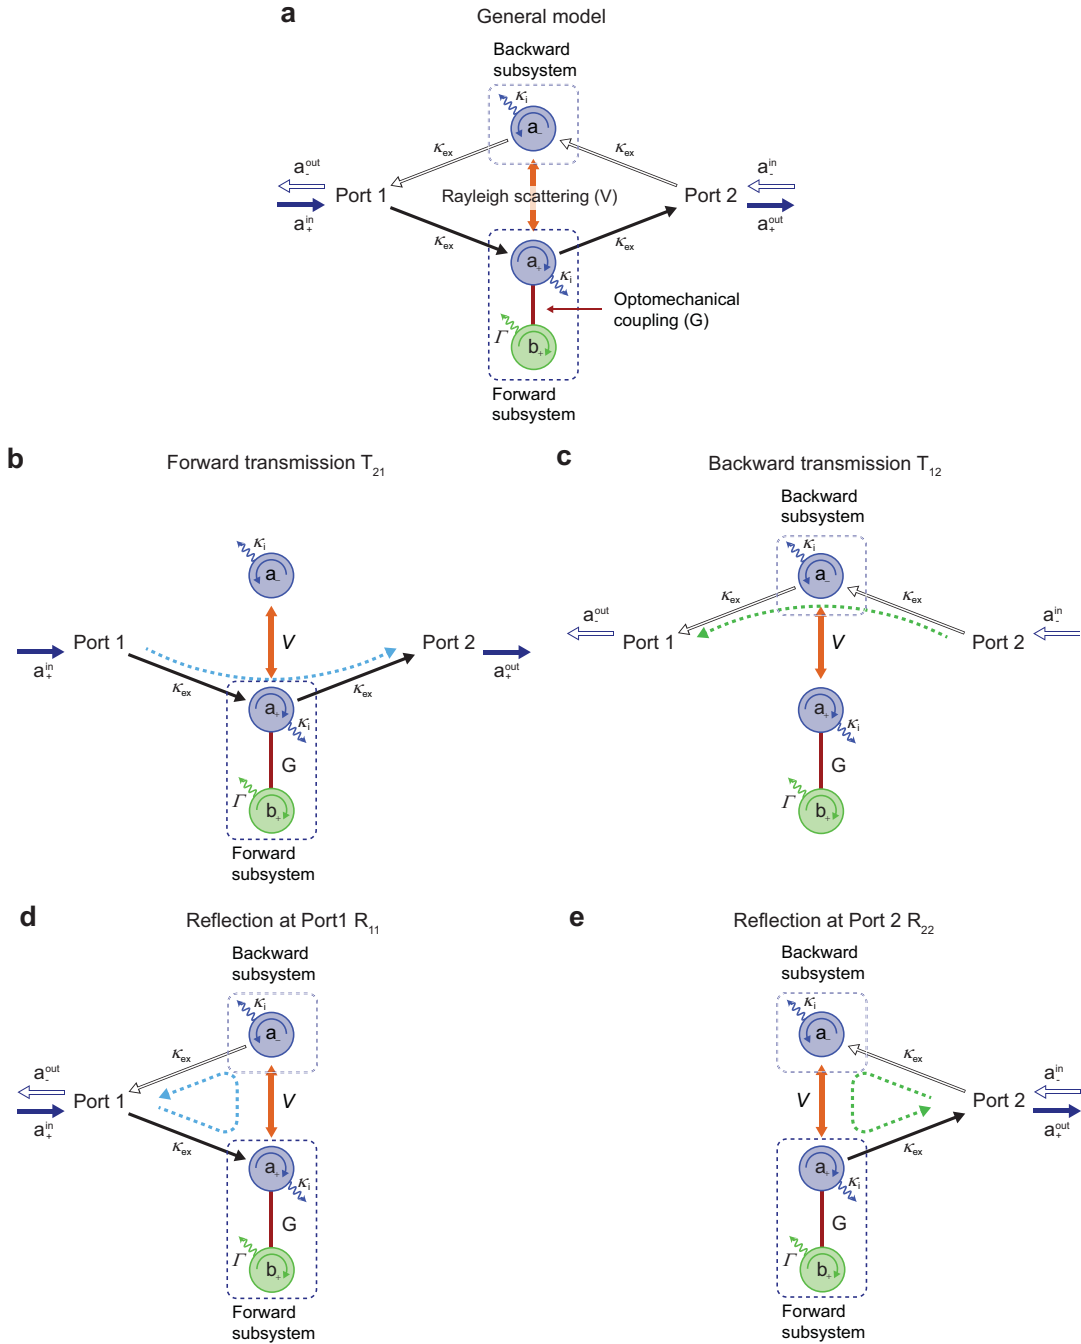 a
General model
Backward
subsystem
κi
a-
κex
κex
a-out
a-in
Port 1
Rayleigh scattering (V)
Port 2
a+in
a+out
κex
κex
a+
κi
Optomechanical
coupling (G)
Γ
b+
Forward
subsystem
b
Forward transmission T21
κi
a-
Port 1
V
Port 2
a+in
a+out
κex
κex
a+
κi
G
Γ
b+
Forward
subsystem
c
Backward transmission T12
Backward
subsystem
κi
a-
κex
κex
a-out
a-in
Port 1
V
Port 2
a+
κi
G
Γ
b+
d
Reflection at Port1 R11
Backward
subsystem
κi
a-
κex
a-out
Port 1
V
a+in
κex
a+
κi
G
Γ
b+
Forward
subsystem
e
Reflection at Port 2 R22
Backward
subsystem
κi
a-
κex
a-in
V
Port 2
a+out
κex
a+
κi
G
Γ
b+
Forward
subsystem